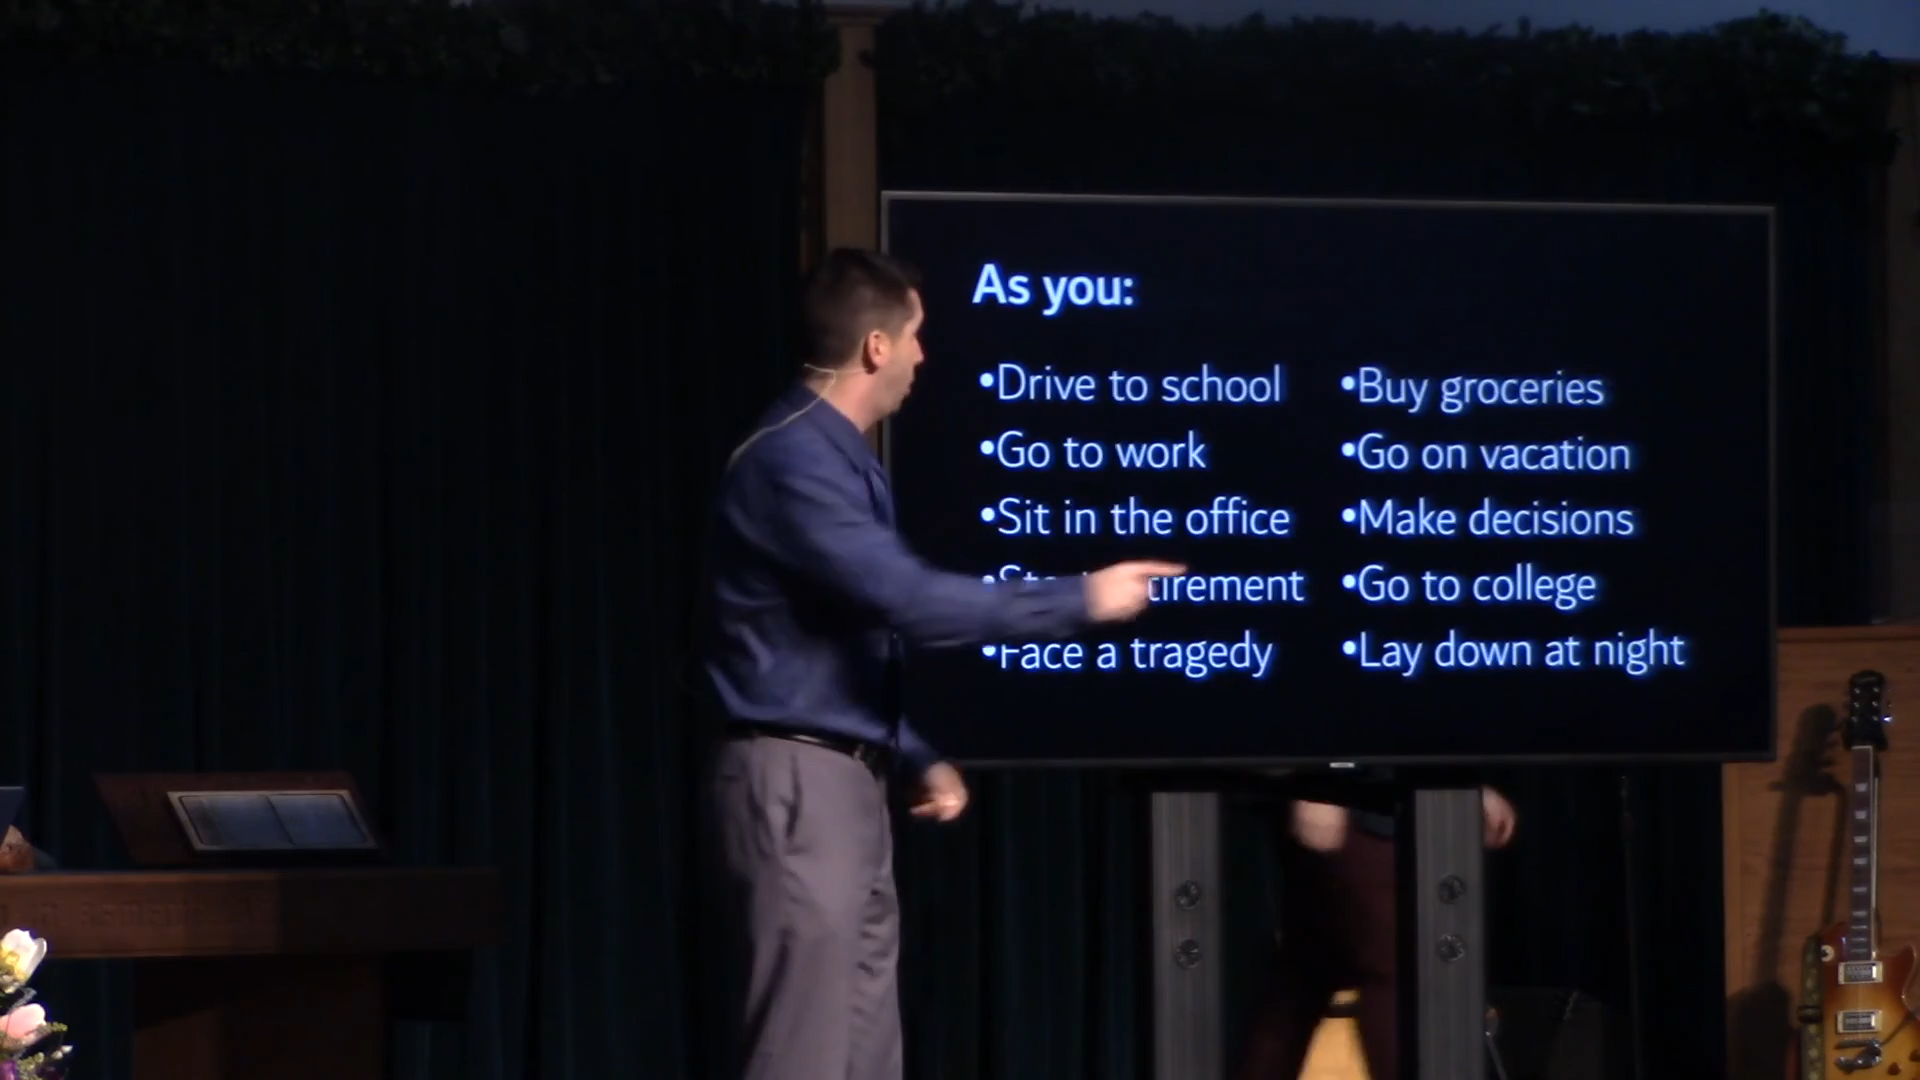 As you:
•Drive to school
•Go to work
•Sit in the office
•Face a tragedy
•Buy groceries
•Go on vacation
•Make decisions
•Go to college
•Lay down at night